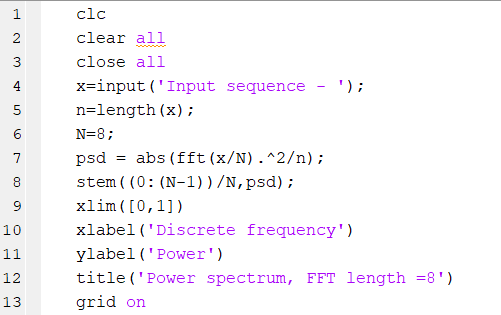 1 clc
2 clear all
3 close all
4 x=input('Input sequence - ');
5 n=length(x);
6 N=8;
7 psd = abs(fft(x/N).^2/n);
8 stem((0:(N-1))/N,psd);
9 xlim([0,1])
10 xlabel('Discrete frequency')
11 ylabel('Power')
12 title('Power spectrum, FFT length =8')
13 grid on